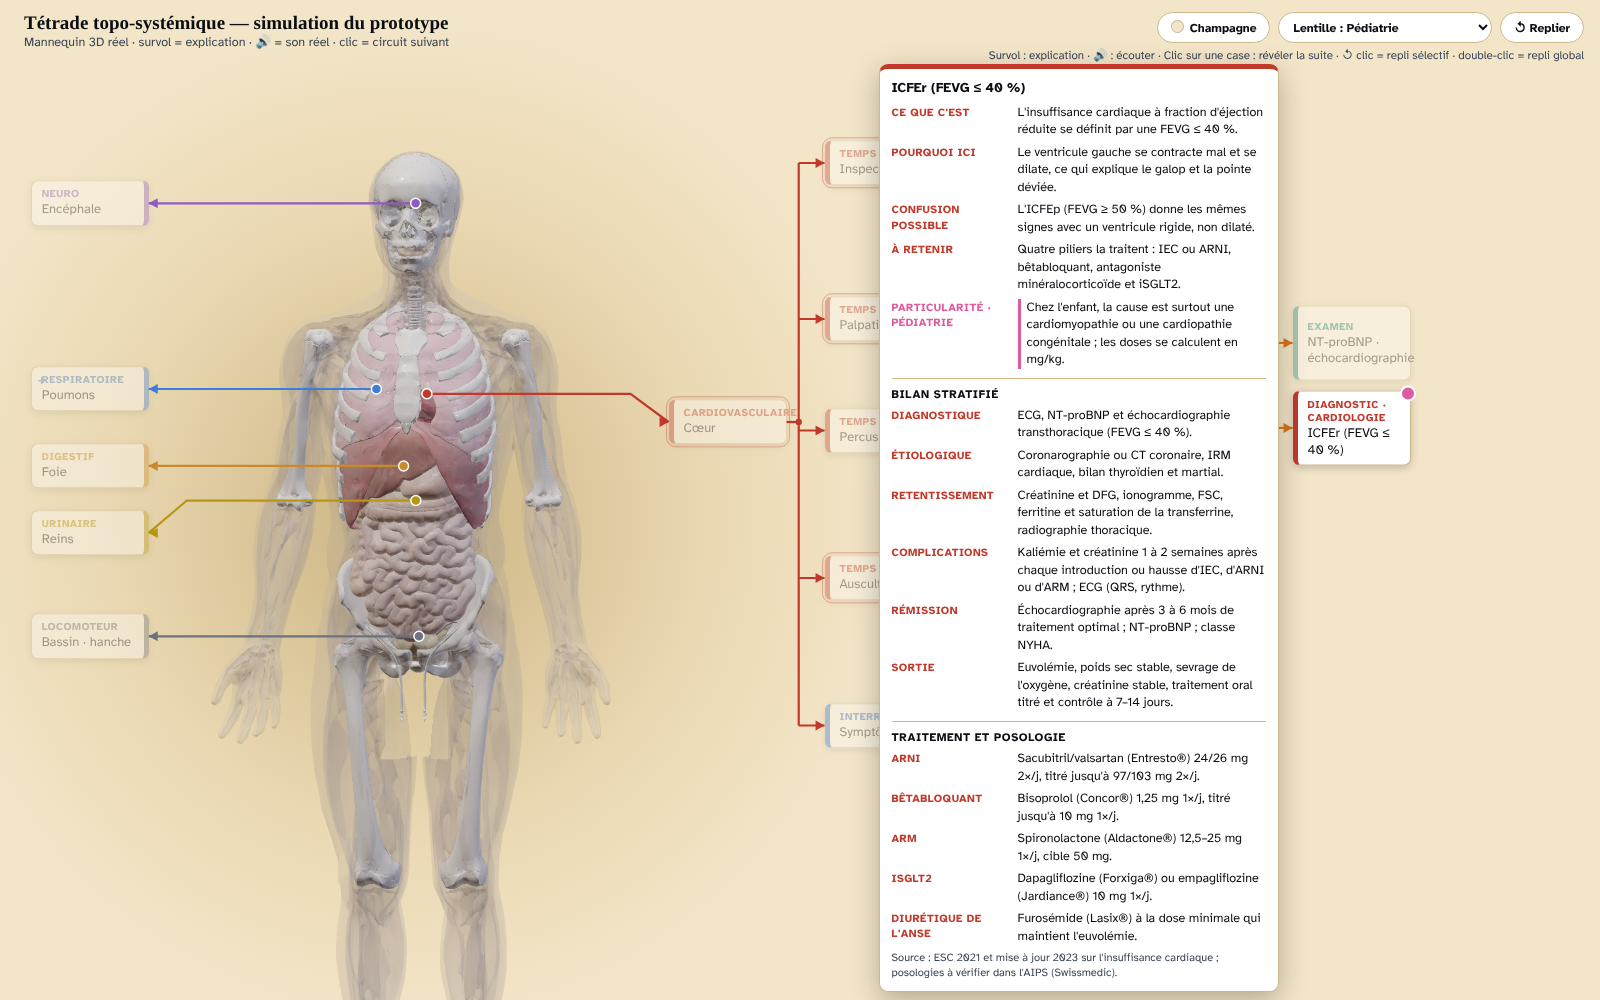 Tétrade topo-systémique — simulation du prototype
Mannequin 3D réel · survol = explication · 🔊 = son réel · clic = circuit suivant
Champagne
Lentille : Pédiatrie
↺ Replier
Survol : explication · 🔊 : écouter · Clic sur une case : révéler la suite · ↺ clic = repli sélectif · double-clic = repli global
NEURO
Encéphale
RESPIRATOIRE
Poumons
DIGESTIF
Foie
URINAIRE
Reins
LOCOMOTEUR
Bassin · hanche
CARDIOVASCULAIRE
Cœur
TEMPS
Inspec
TEMPS
Palpati
TEMPS
Percus
TEMPS
Auscult
INTERR
Symptô
ICFEr (FEVG ≤ 40 %)
CE QUE C'EST
L'insuffisance cardiaque à fraction d'éjection
réduite se définit par une FEVG ≤ 40 %.
POURQUOI ICI
Le ventricule gauche se contracte mal et se
dilate, ce qui explique le galop et la pointe
déviée.
CONFUSION
POSSIBLE
L'ICFEp (FEVG ≥ 50 %) donne les mêmes
signes avec un ventricule rigide, non dilaté.
À RETENIR
Quatre piliers la traitent : IEC ou ARNI,
bêtabloquant, antagoniste
minéralocorticoïde et iSGLT2.
PARTICULARITÉ ·
PÉDIATRIE
Chez l'enfant, la cause est surtout une
cardiomyopathie ou une cardiopathie
congénitale ; les doses se calculent en
mg/kg.
BILAN STRATIFIÉ
DIAGNOSTIQUE
ECG, NT-proBNP et échocardiographie
transthoracique (FEVG ≤ 40 %).
ÉTIOLOGIQUE
Coronarographie ou CT coronaire, IRM
cardiaque, bilan thyroïdien et martial.
RETENTISSEMENT
Créatinine et DFG, ionogramme, FSC,
ferritine et saturation de la transferrine,
radiographie thoracique.
COMPLICATIONS
Kaliémie et créatinine 1 à 2 semaines après
chaque introduction ou hausse d'IEC, d'ARNI
ou d'ARM ; ECG (QRS, rythme).
RÉMISSION
Échocardiographie après 3 à 6 mois de
traitement optimal ; NT-proBNP ; classe
NYHA.
SORTIE
Euvolémie, poids sec stable, sevrage de
l'oxygène, créatinine stable, traitement oral
titré et contrôle à 7–14 jours.
TRAITEMENT ET POSOLOGIE
ARNI
Sacubitril/valsartan (Entresto®) 24/26 mg
2×/j, titré jusqu'à 97/103 mg 2×/j.
BÊTABLOQUANT
Bisoprolol (Concor®) 1,25 mg 1×/j, titré
jusqu'à 10 mg 1×/j.
ARM
Spironolactone (Aldactone®) 12,5–25 mg
1×/j, cible 50 mg.
ISGLT2
Dapagliflozine (Forxiga®) ou empagliflozine
(Jardiance®) 10 mg 1×/j.
DIURÉTIQUE DE
L'ANSE
Furosémide (Lasix®) à la dose minimale qui
maintient l'euvolémie.
Source : ESC 2021 et mise à jour 2023 sur l'insuffisance cardiaque ;
posologies à vérifier dans l'AIPS (Swissmedic).
EXAMEN
NT-proBNP ·
échocardiographie
DIAGNOSTIC ·
CARDIOLOGIE
ICFEr (FEVG ≤
40 %)